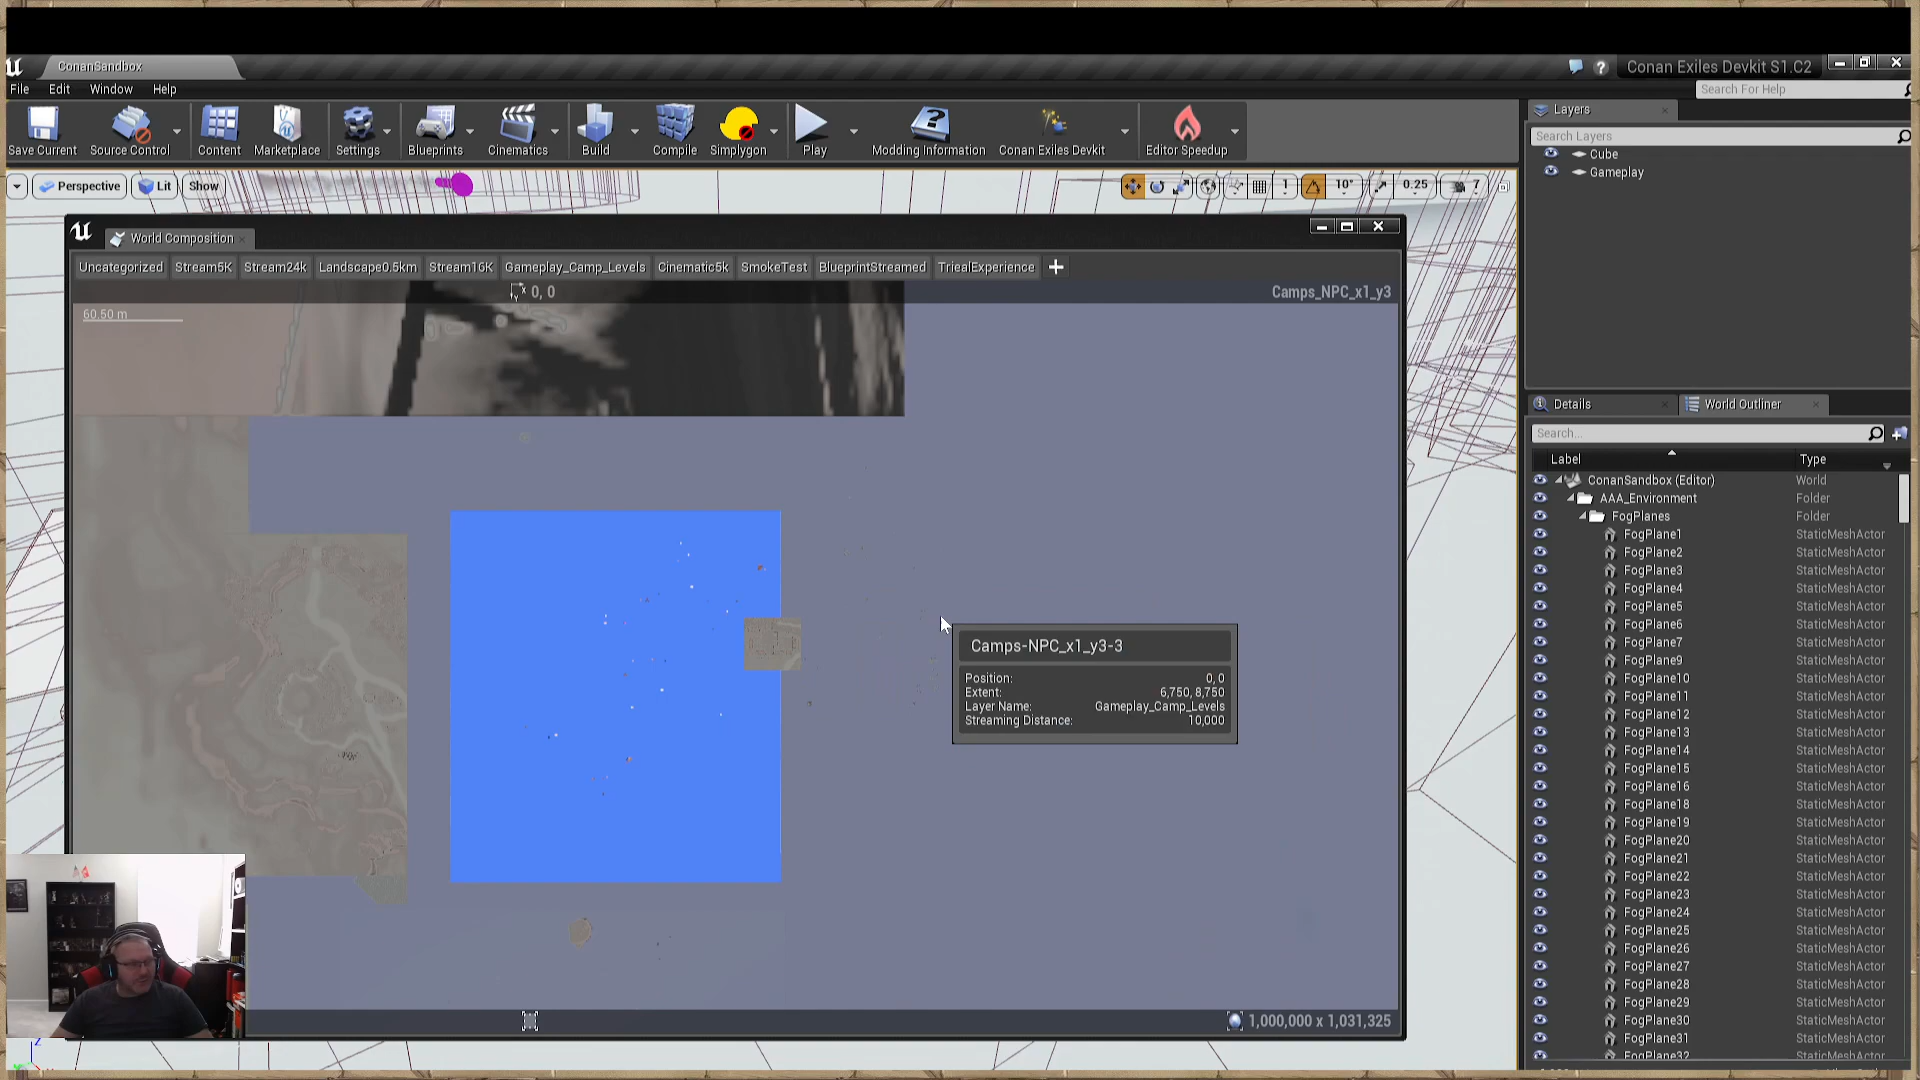 ConanSandbox
Conan Exiles Devkit S1.C2
File Edit Window Help
Search For Help
Save Current Source Control Content Marketplace Settings Blueprints Cinematics Build Compile Simplygon Play Modding Information Conan Exiles Devkit Editor Speedup
Layers
Search Layers
Cube
Gameplay
Perspective Lit Show
1 10° 0.25 7
World Composition
Uncategorized Stream5K Stream24k Landscape0.5km Stream16K Gameplay_Camp_Levels Cinematic5k SmokeTest BlueprintStreamed TriealExperience
0, 0
Camps_NPC_x1_y3
60.50 m
Camps-NPC_x1_y3-3
Position: 0, 0
Extent: 6,750, 8,750
Layer Name: Gameplay_Camp_Levels
Streaming Distance: 10,000
1,000,000 x 1,031,325
Details World Outliner
Search...
Label Type
ConanSandbox (Editor) World
AAA_Environment Folder
FogPlanes Folder
FogPlane1 StaticMeshActor
FogPlane2 StaticMeshActor
FogPlane3 StaticMeshActor
FogPlane4 StaticMeshActor
FogPlane5 StaticMeshActor
FogPlane6 StaticMeshActor
FogPlane7 StaticMeshActor
FogPlane9 StaticMeshActor
FogPlane10 StaticMeshActor
FogPlane11 StaticMeshActor
FogPlane12 StaticMeshActor
FogPlane13 StaticMeshActor
FogPlane14 StaticMeshActor
FogPlane15 StaticMeshActor
FogPlane16 StaticMeshActor
FogPlane18 StaticMeshActor
FogPlane19 StaticMeshActor
FogPlane20 StaticMeshActor
FogPlane21 StaticMeshActor
FogPlane22 StaticMeshActor
FogPlane23 StaticMeshActor
FogPlane24 StaticMeshActor
FogPlane25 StaticMeshActor
FogPlane26 StaticMeshActor
FogPlane27 StaticMeshActor
FogPlane28 StaticMeshActor
FogPlane29 StaticMeshActor
FogPlane30 StaticMeshActor
FogPlane31 StaticMeshActor
FogPlane32 StaticMeshActor
Z